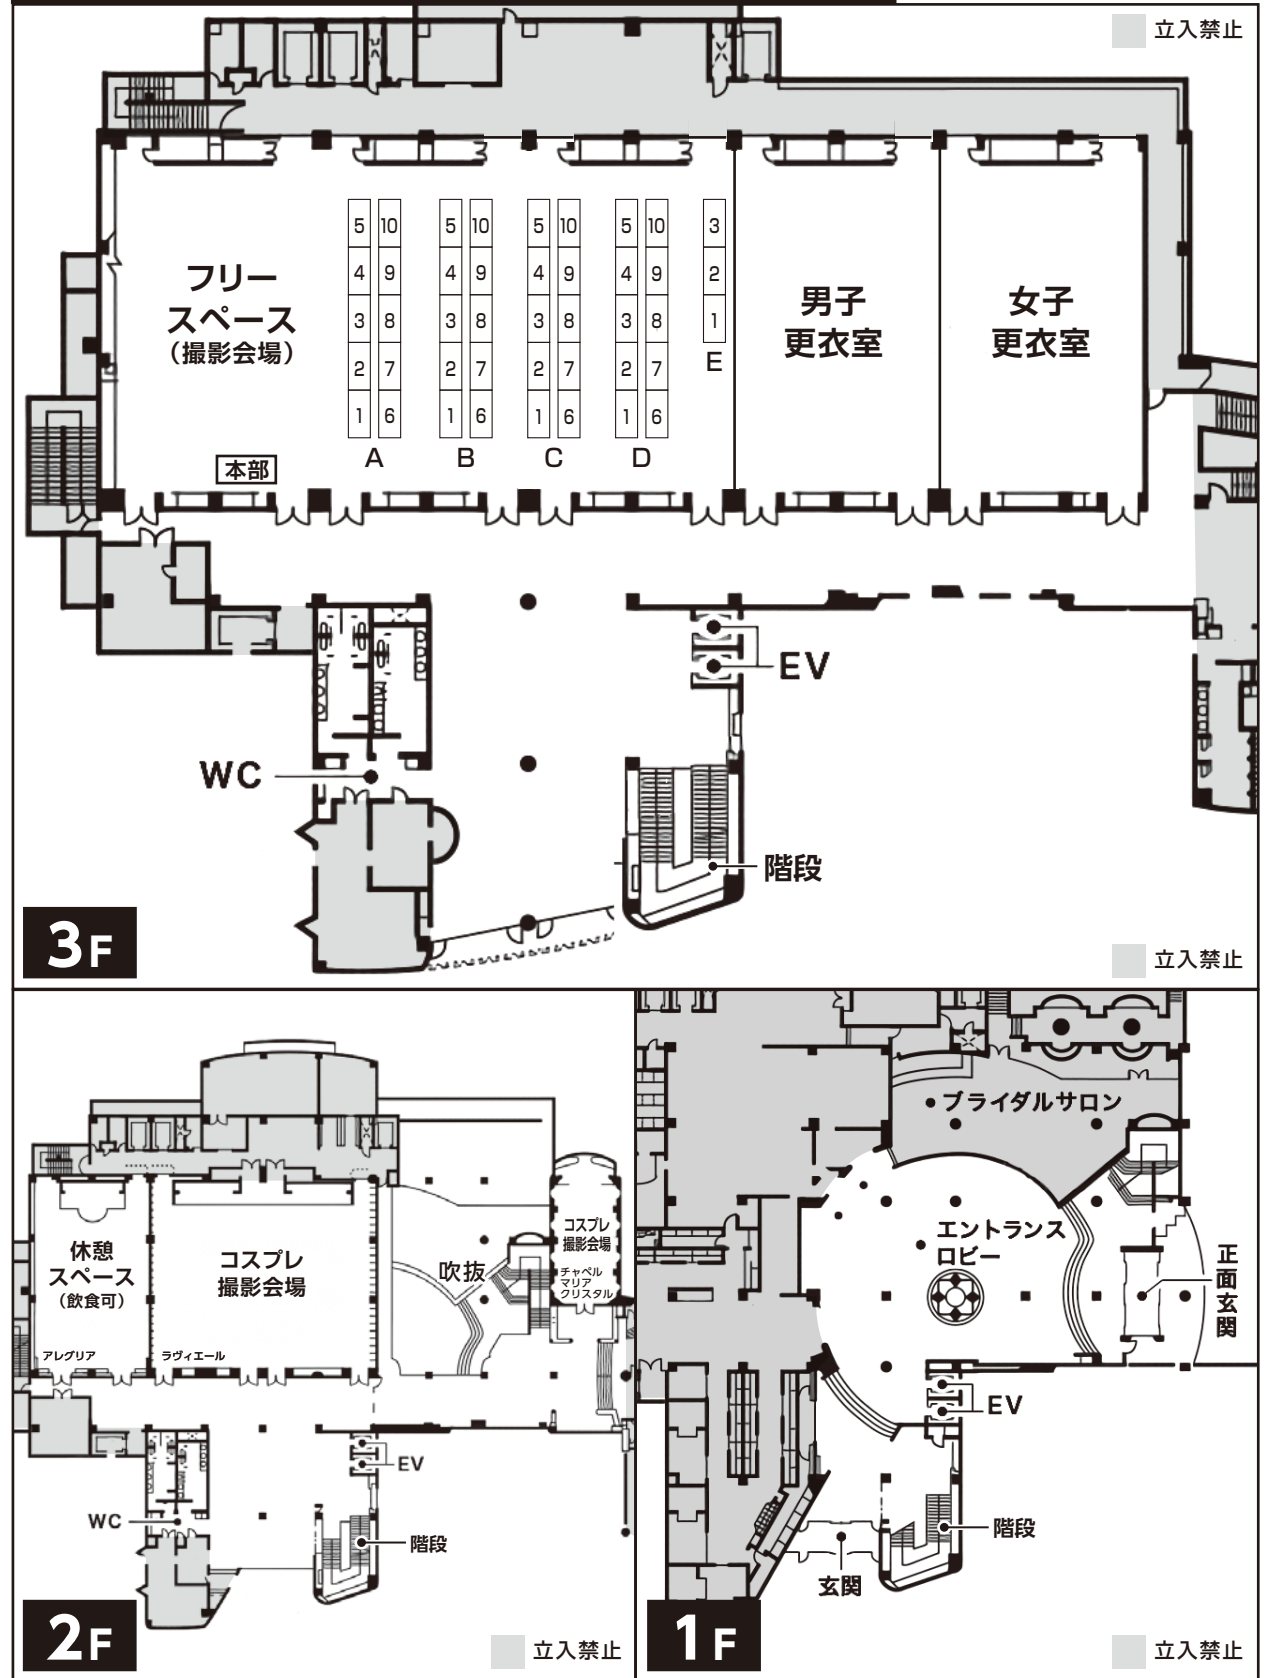 立入禁止
5 10 5 10 5 10 5 10 3
4 9 4 9 4 9 4 9 2
3 8 3 8 3 8 3 8 1
2 7 2 7 2 7 2 7
1 6 1 6 1 6 1 6
A B C D E
フリー
スペース
（撮影会場）
男子
更衣室
女子
更衣室
本部
EV
WC
階段
3F
立入禁止
休憩
スペース
（飲食可）
アレグリア
コスプレ
撮影会場
ラヴィエール
吹抜
コスプレ
撮影会場
チャペル
マリア
クリスタル
EV
WC
階段
2F
立入禁止
ブライダルサロン
エントランス
ロビー
正面玄関
EV
階段
玄関
1F
立入禁止